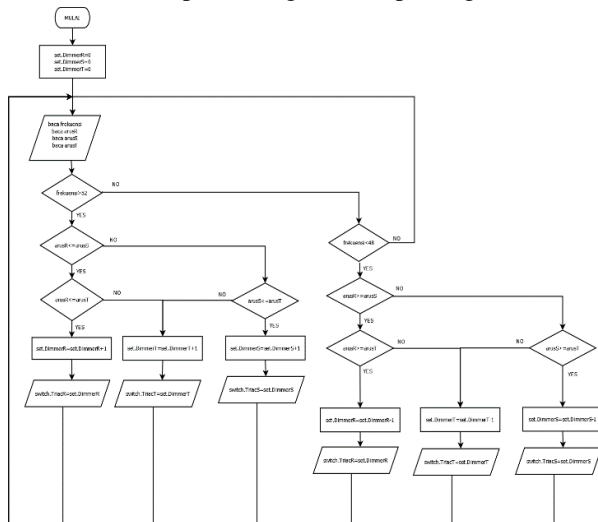 MULAI
set.DimmerR=0
set.DimmerS=0
set.DimmerT=0
baca frekuensi
baca arusR
baca arusS
baca arusT
frekuensi>52
NO
YES
frekuensi<48
NO
YES
arusR<=arusS
NO
YES
arusR<=arusT
NO
YES
arusS<=arusT
NO
YES
arusR>=arusS
NO
YES
arusR>=arusT
NO
YES
arusS>=arusT
NO
YES
set.DimmerR=set.DimmerR+1
set.DimmerT=set.DimmerT+1
set.DimmerS=set.DimmerS+1
switch.TriacR=set.DimmerR
switch.TriacT=set.DimmerT
switch.TriacS=set.DimmerS
set.DimmerR=set.DimmerR-1
set.DimmerT=set.DimmerT-1
set.DimmerS=set.DimmerS-1
switch.TriacR=set.DimmerR
switch.TriacT=set.DimmerT
switch.TriacS=set.DimmerS